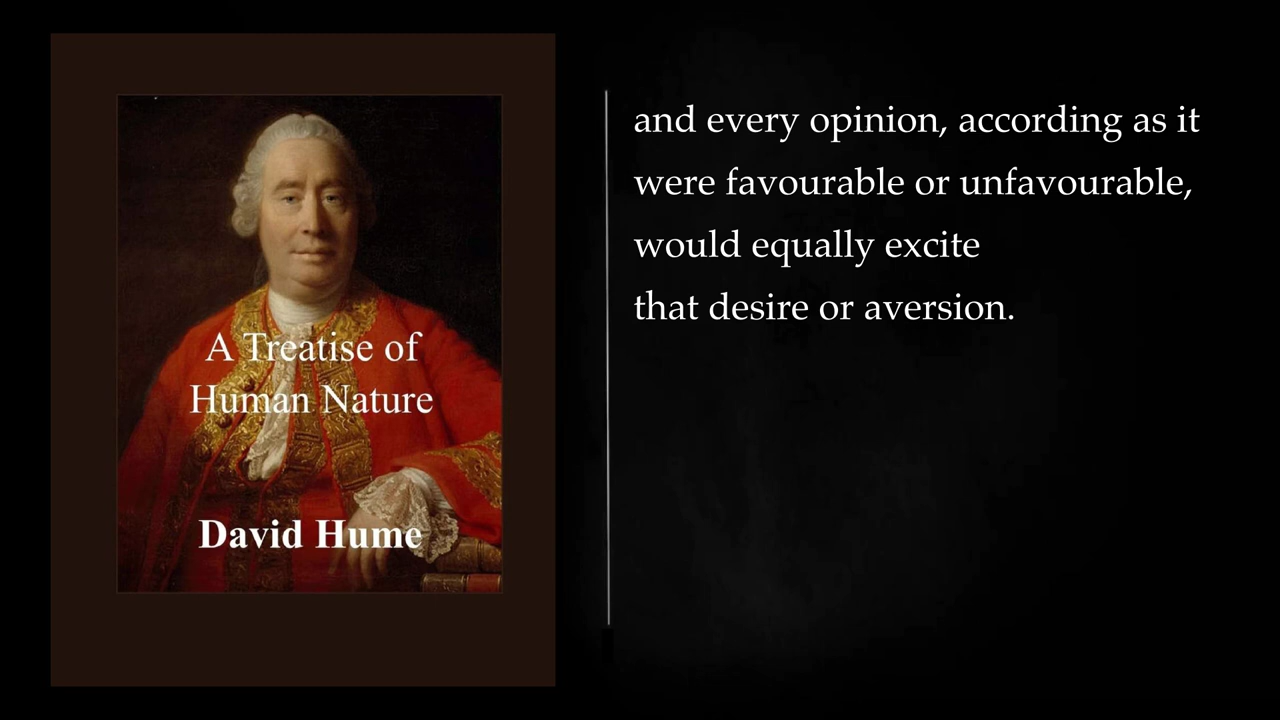 A Treatise of
Human Nature
David Hume
and every opinion, according as it
were favourable or unfavourable,
would equally excite
that desire or aversion.